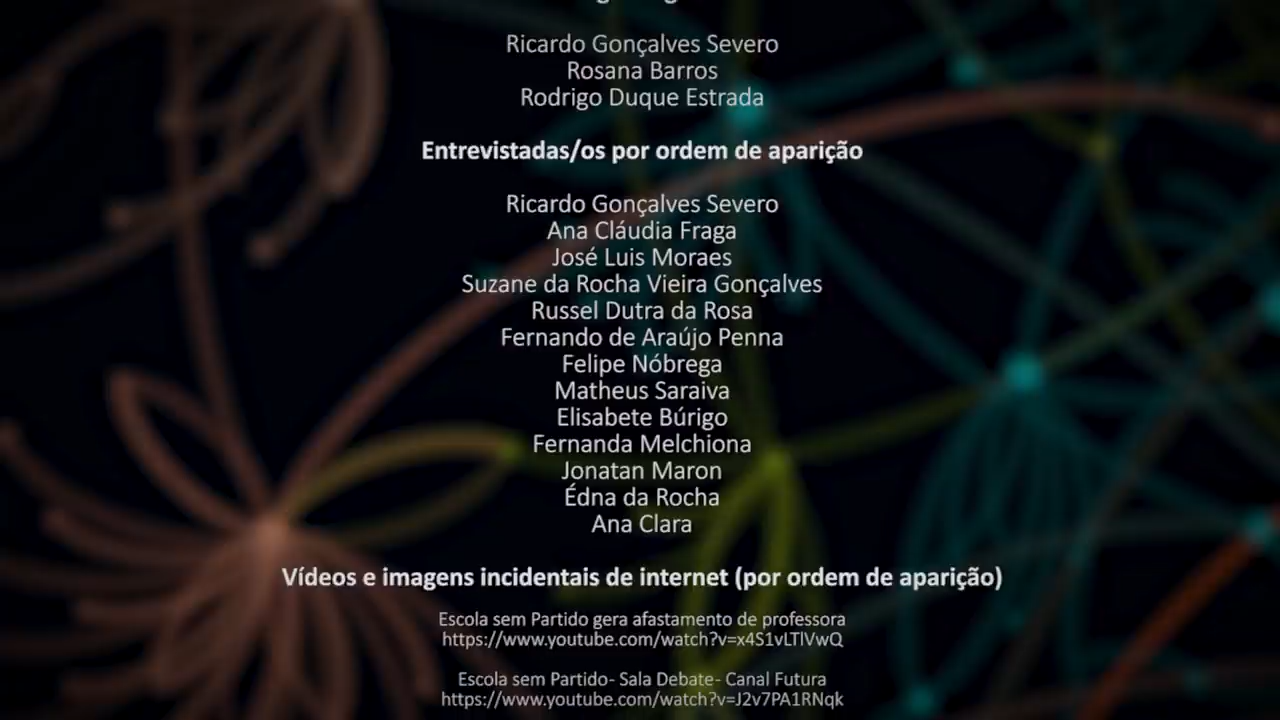 Ricardo Gonçalves Severo
Rosana Barros
Rodrigo Duque Estrada
Entrevistadas/os por ordem de aparição
Ricardo Gonçalves Severo
Ana Cláudia Fraga
José Luis Moraes
Suzane da Rocha Vieira Gonçalves
Russel Dutra da Rosa
Fernando de Araújo Penna
Felipe Nóbrega
Matheus Saraiva
Elisabete Búrigo
Fernanda Melchiona
Jonatan Maron
Édna da Rocha
Ana Clara
Vídeos e imagens incidentais de internet (por ordem de aparição)
Escola sem Partido gera afastamento de professora
https://www.youtube.com/watch?v=x4S1vLTlVwQ
Escola sem Partido- Sala Debate- Canal Futura
https://www.youtube.com/watch?v=J2v7PA1RNqk